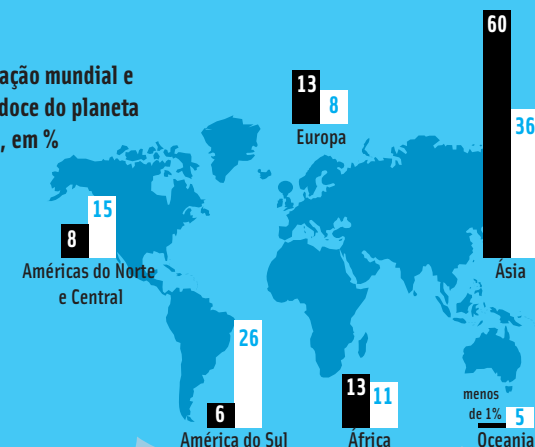 ação mundial e
doce do planeta
, em %
60
36
13
8
Europa
15
8
Américas do Norte
e Central
Ásia
26
6
América do Sul
13
11
África
menos
de 1%
5
Oceania